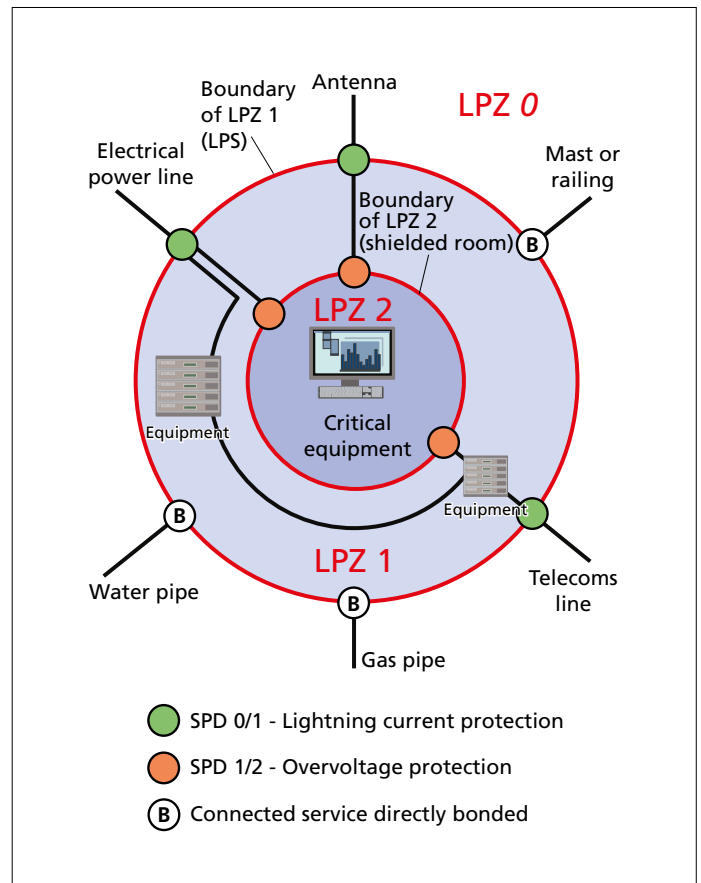 Antenna
LPZ 0
Boundary
of LPZ 1
(LPS)
Electrical
power line
Mast or
railing
Boundary
of LPZ 2
(shielded room)
B
LPZ 2
Critical
equipment
Equipment
Equipment
B
LPZ 1
Water pipe
B
Telecoms
line
Gas pipe
SPD 0/1 - Lightning current protection
SPD 1/2 - Overvoltage protection
B Connected service directly bonded